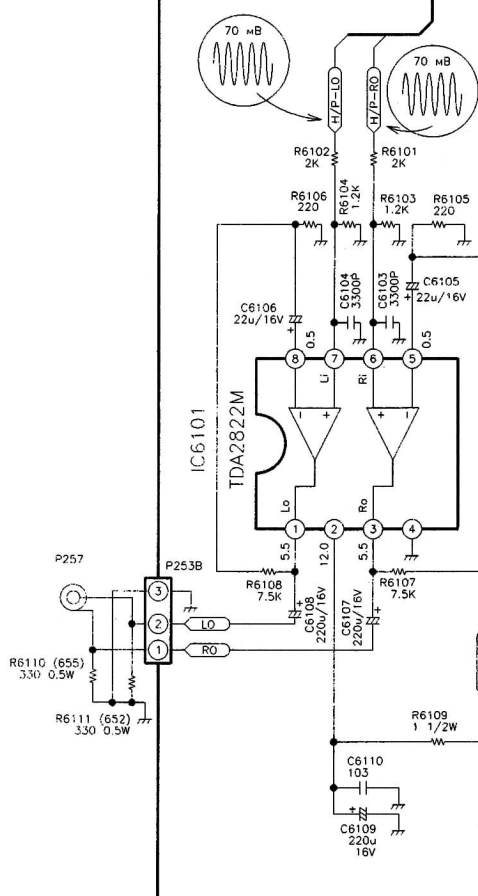 70 мВ
70 мВ
H/P-LO
H/P-RO
R6102
2K
R6101
2K
R6106
220
R6104
1.2K
R6103
1.2K
R6105
220
C6106
22u/16V
C6104
3300P
C6103
3300P
C6105
22u/16V
+
+
0.5
0.5
8
7
6
5
Li
Ri
IC6101
TDA2822M
- +
+ -
Lo
Ro
1
2
3
4
5.5
12.0
5.5
P257
P253B
R6108
7.5K
R6107
7.5K
+
+
C6108
220u/16V
C6107
220u/16V
3
2
1
LO
RO
R6110 (655)
330 0.5W
R6111 (652)
330 0.5W
R6109
1 1/2W
C6110
103
+
C6109
220u
16V